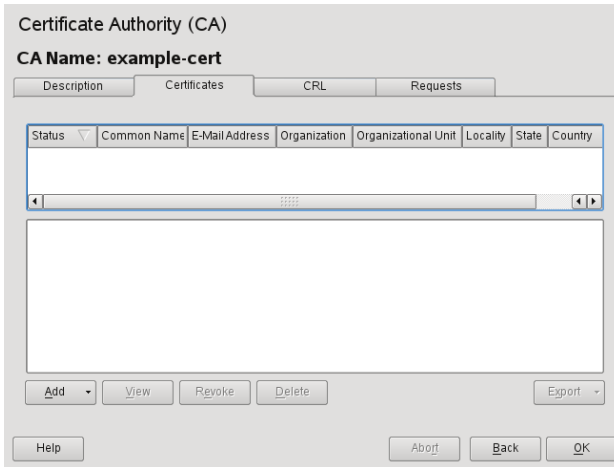 Certificate Authority (CA)
CA Name: example-cert
Description Certificates CRL Requests
Status Common Name E-Mail Address Organization Organizational Unit Locality State Country
Add View Revoke Delete Export
Help Abort Back OK